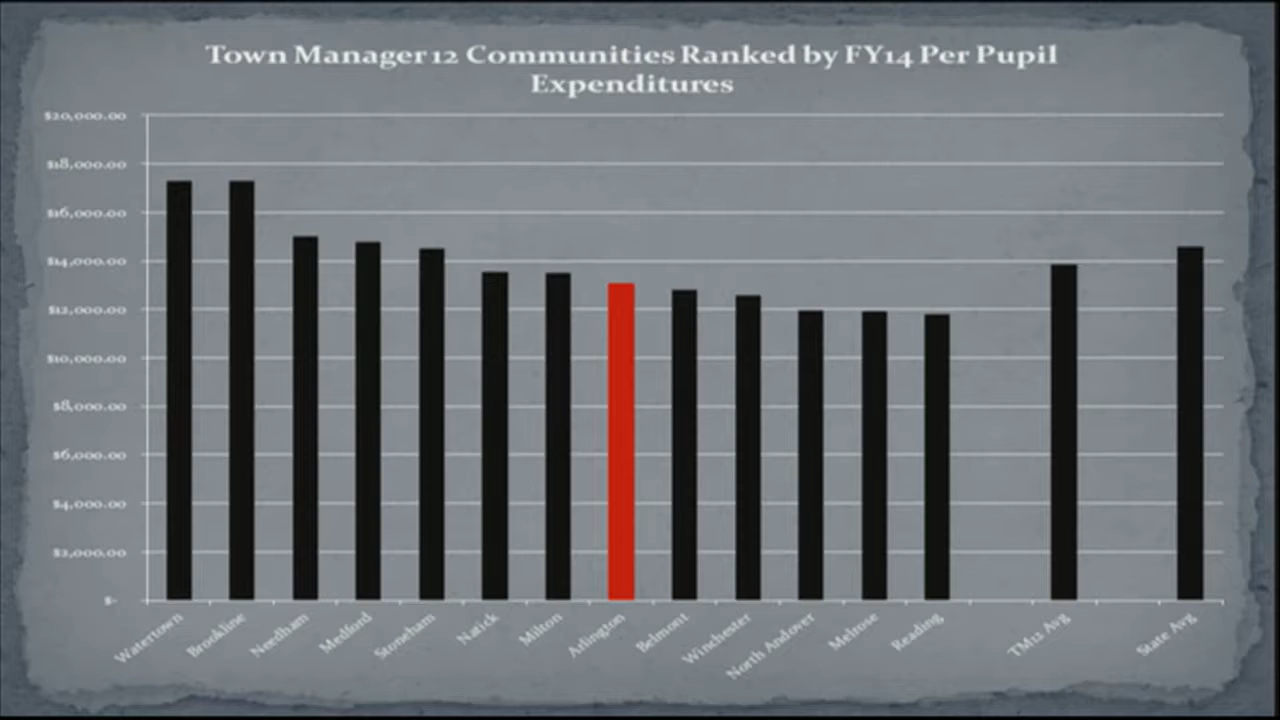 Town Manager 12 Communities Ranked by FY14 Per Pupil
Expenditures
$20,000.00
$18,000.00
$16,000.00
$14,000.00
$12,000.00
$10,000.00
$8,000.00
$6,000.00
$4,000.00
$2,000.00
$-
Watertown
Brookline
Needham
Medford
Stoneham
Natick
Milton
Arlington
Belmont
Winchester
North Andover
Melrose
Reading
TM12 Avg
State Avg